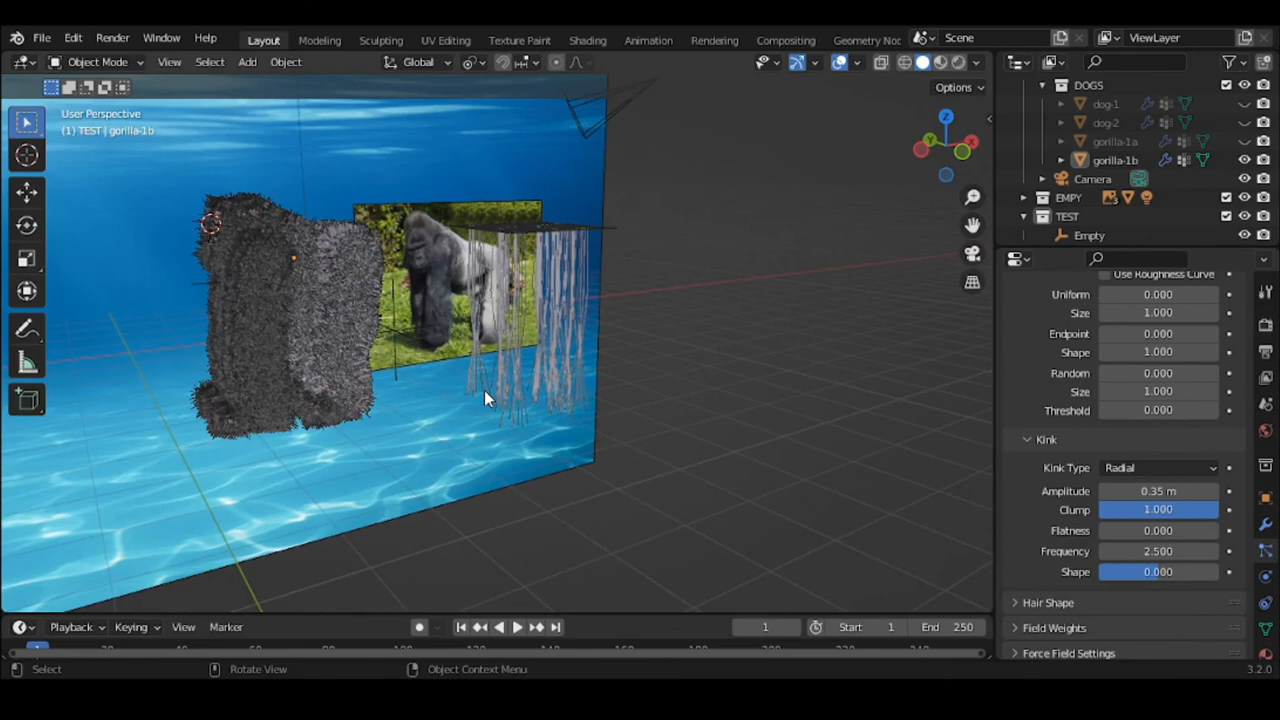 File Edit Render Window Help Layout Modeling Sculpting UV Editing Texture Paint Shading Animation Rendering Compositing Geometry Noc Scene ViewLayer
Object Mode View Select Add Object Global
Options
User Perspective
(1) TEST | gorilla-1b
Z
X
Y
DOGS
dog-1
dog-2
gorilla-1a
gorilla-1b
Camera
EMPY
TEST
Empty
Use Roughness Curve
Uniform 0.000
Size 1.000
Endpoint 0.000
Shape 1.000
Random 0.000
Size 1.000
Threshold 0.000
Kink
Kink Type Radial
Amplitude 0.35 m
Clump 1.000
Flatness 0.000
Frequency 2.500
Shape 0.000
Hair Shape
Field Weights
Force Field Settings
Playback Keying View Marker 1 Start 1 End 250
Select Rotate View Object Context Menu 3.2.0